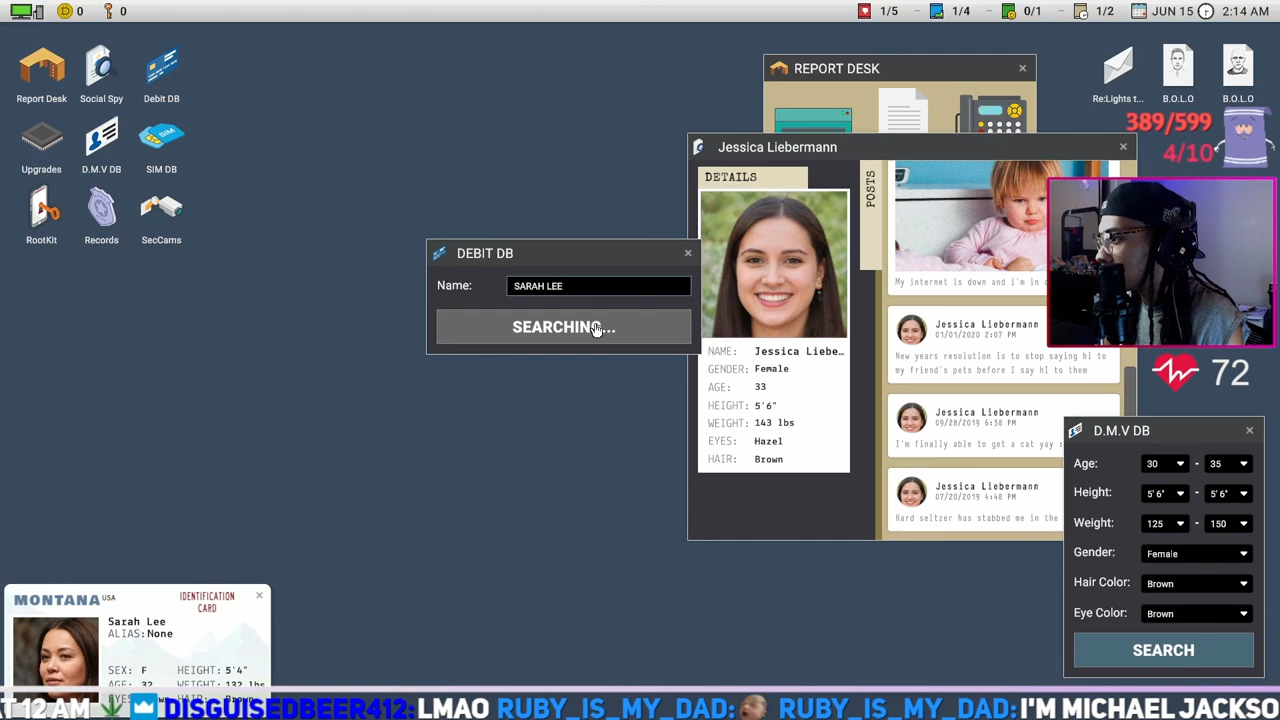 0
0
1/5
1/4
0/1
1/2
JUN 15
2:14 AM
Report Desk
Social Spy
Debit DB
Upgrades
D.M.V DB
SIM DB
SIM
RootKit
Records
SecCams
Re:Lights t...
B.O.L.O
B.O.L.O
389/599
4/10
REPORT DESK
Jessica Liebermann
DETAILS
POSTS
NAME: Jessica Liebe…
GENDER: Female
AGE: 33
HEIGHT: 5'6"
WEIGHT: 143 lbs
EYES: Hazel
HAIR: Brown
My internet is down and i'm in
Jessica Liebermann
01/01/2020 2:07 PM
New years resolution is to stop saying hi to
my friend's pets before I say hi to them
Jessica Liebermann
09/28/2019 6:38 PM
I'm finally able to get a cat yay
Jessica Liebermann
07/20/2019 4:48 PM
Hard seltzer has stabbed me in the
DEBIT DB
Name: SARAH LEE
SEARCHING...
72
D.M.V DB
Age: 30 - 35
Height: 5' 6" - 5' 6"
Weight: 125 - 150
Gender: Female
Hair Color: Brown
Eye Color: Brown
SEARCH
MONTANA USA
IDENTIFICATION
CARD
Sarah Lee
ALIAS: None
SEX: F HEIGHT: 5'4"
AGE: 32 WEIGHT: 132 lbs
AT 12 AM DISGUISEDBEER412: LMAO RUBY_IS_MY_DAD: RUBY_IS_MY_DAD: I'M MICHAEL JACKSO